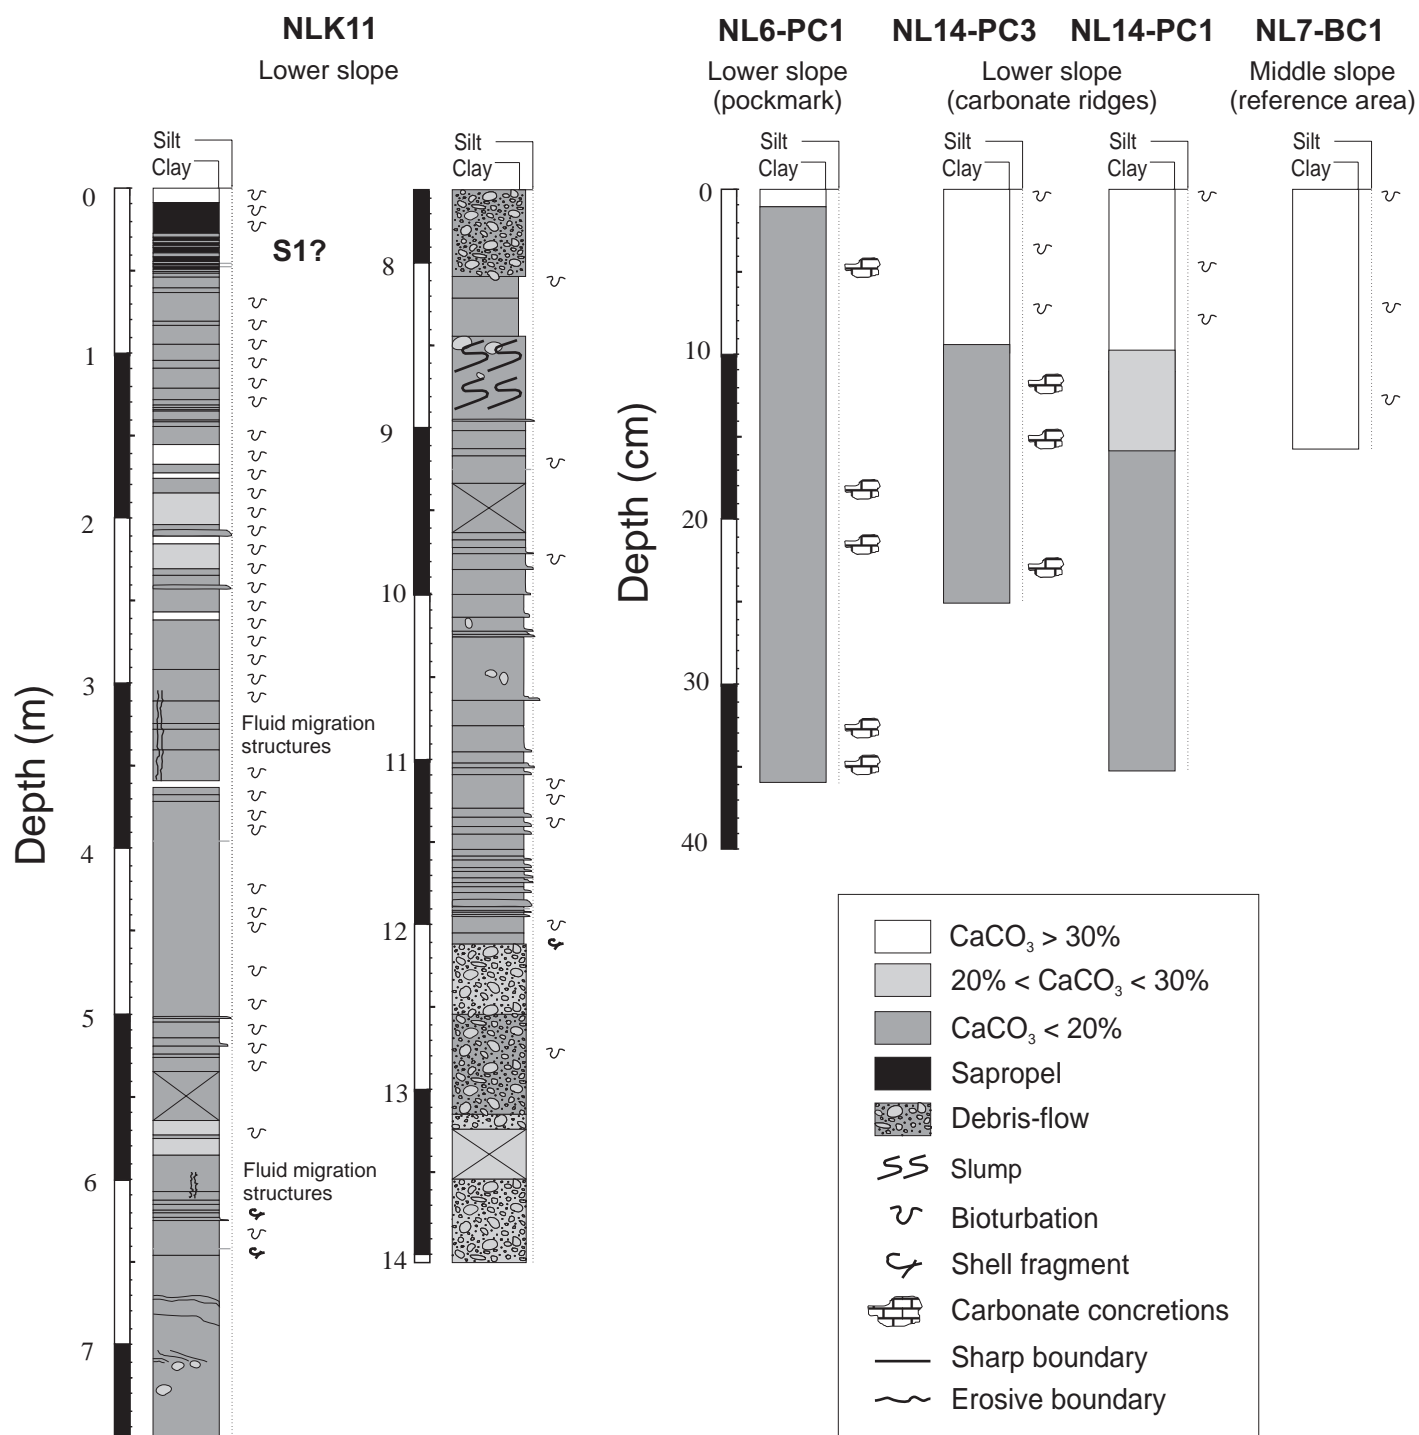 NLK11
Lower slope
Silt
Clay
Silt
Clay
S1?
Depth (m)
0
1
2
3
4
5
6
7
Fluid migration
structures
Fluid migration
structures
8
9
10
11
12
13
14
NL6-PC1
Lower slope
(pockmark)
NL14-PC3
NL14-PC1
Lower slope
(carbonate ridges)
NL7-BC1
Middle slope
(reference area)
Silt
Clay
Silt
Clay
Silt
Clay
Silt
Clay
Depth (cm)
0
10
20
30
40
CaCO₃ > 30%
20% < CaCO₃ < 30%
CaCO₃ < 20%
Sapropel
Debris-flow
Slump
Bioturbation
Shell fragment
Carbonate concretions
Sharp boundary
Erosive boundary